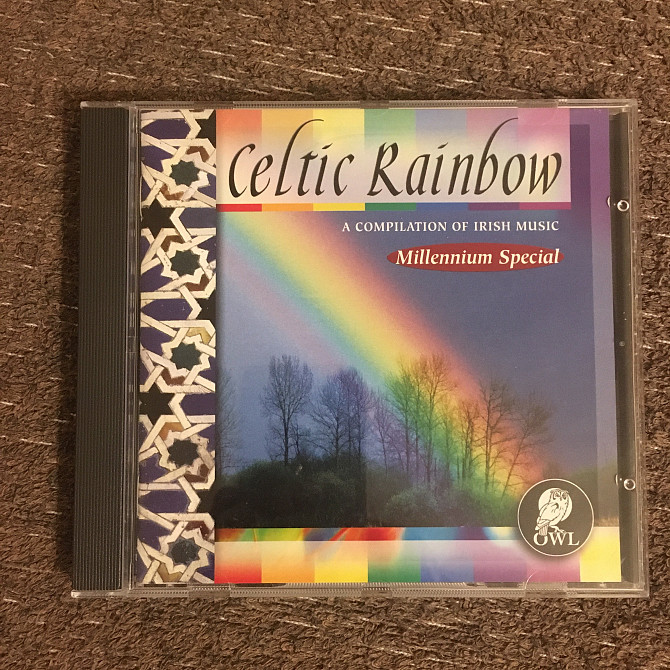 Celtic Rainbow
A COMPILATION OF IRISH MUSIC
Millennium Special
OWL